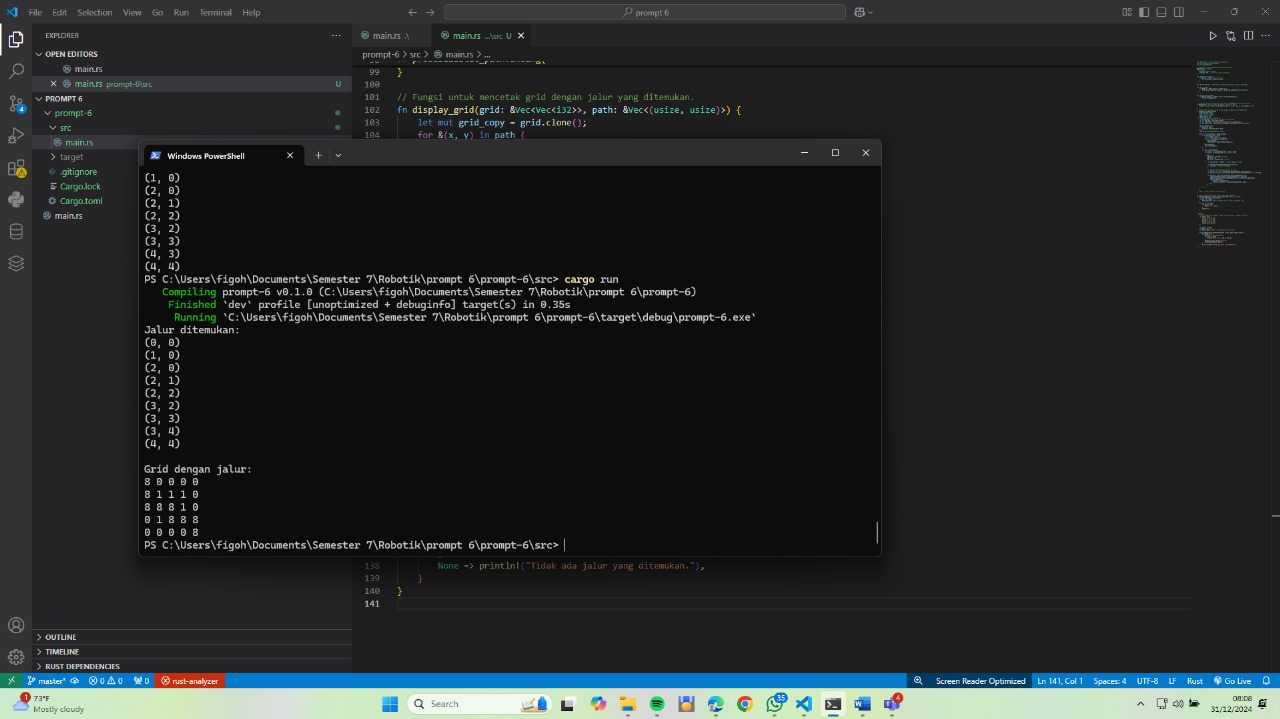 File Edit Selection View Go Run Terminal Help
prompt 6
EXPLORER
OPEN EDITORS
main.rs
main.rs prompt-6\src U
PROMPT 6
prompt-6
src
main.rs
target
.gitignore
Cargo.lock
Cargo.toml
main.rs
OUTLINE
TIMELINE
RUST DEPENDENCIES
main.rs .\
main.rs ...\src U
prompt-6 > src > main.rs > ...
99 }
100
101 // Fungsi untuk mencetak grid dengan jalur yang ditemukan.
102 fn display_grid(grid: &Vec<Vec<i32>>, path: &Vec<(usize, usize)>) {
103 let mut grid_copy = grid.clone();
104 for &(x, y) in path {
Windows PowerShell
(1, 0)
(2, 0)
(2, 1)
(2, 2)
(3, 2)
(3, 3)
(4, 3)
(4, 4)
PS C:\Users\figoh\Documents\Semester 7\Robotik\prompt 6\prompt-6\src> cargo run
Compiling prompt-6 v0.1.0 (C:\Users\figoh\Documents\Semester 7\Robotik\prompt 6\prompt-6)
Finished `dev` profile [unoptimized + debuginfo] target(s) in 0.35s
Running `C:\Users\figoh\Documents\Semester 7\Robotik\prompt 6\prompt-6\target\debug\prompt-6.exe`
Jalur ditemukan:
(0, 0)
(1, 0)
(2, 0)
(2, 1)
(2, 2)
(3, 2)
(3, 3)
(3, 4)
(4, 4)
Grid dengan jalur:
8 0 0 0 0
8 1 1 1 0
8 8 8 1 0
0 1 8 8 8
0 0 0 0 8
PS C:\Users\figoh\Documents\Semester 7\Robotik\prompt 6\prompt-6\src>
138 None => println!("Tidak ada jalur yang ditemukan."),
139 }
140 }
141
master* 0 0 0 rust-analyzer
Screen Reader Optimized Ln 141, Col 1 Spaces: 4 UTF-8 LF Rust Go Live
1
73°F
Mostly cloudy
Search
35
4
08:08
31/12/2024